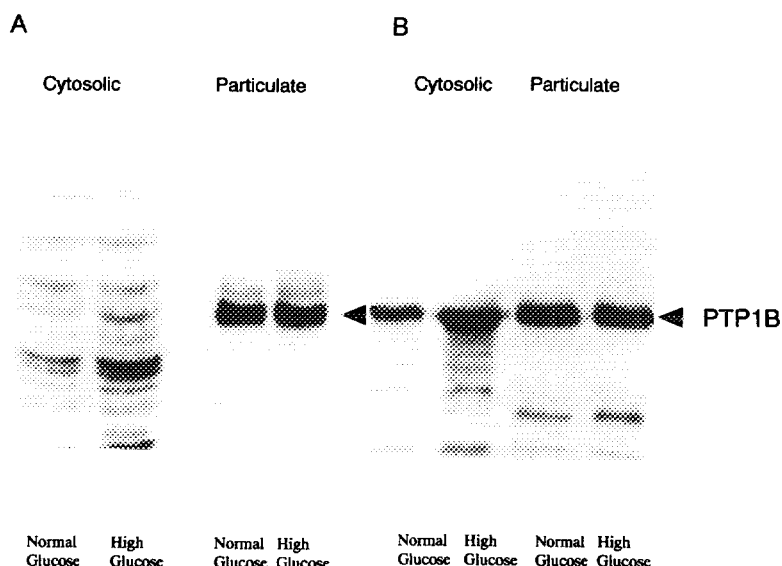 A
B
Cytosolic
Particulate
Cytosolic
Particulate
PTP1B
Normal Glucose
High Glucose
Normal Glucose
High Glucose
Normal Glucose
High Glucose
Normal Glucose
High Glucose